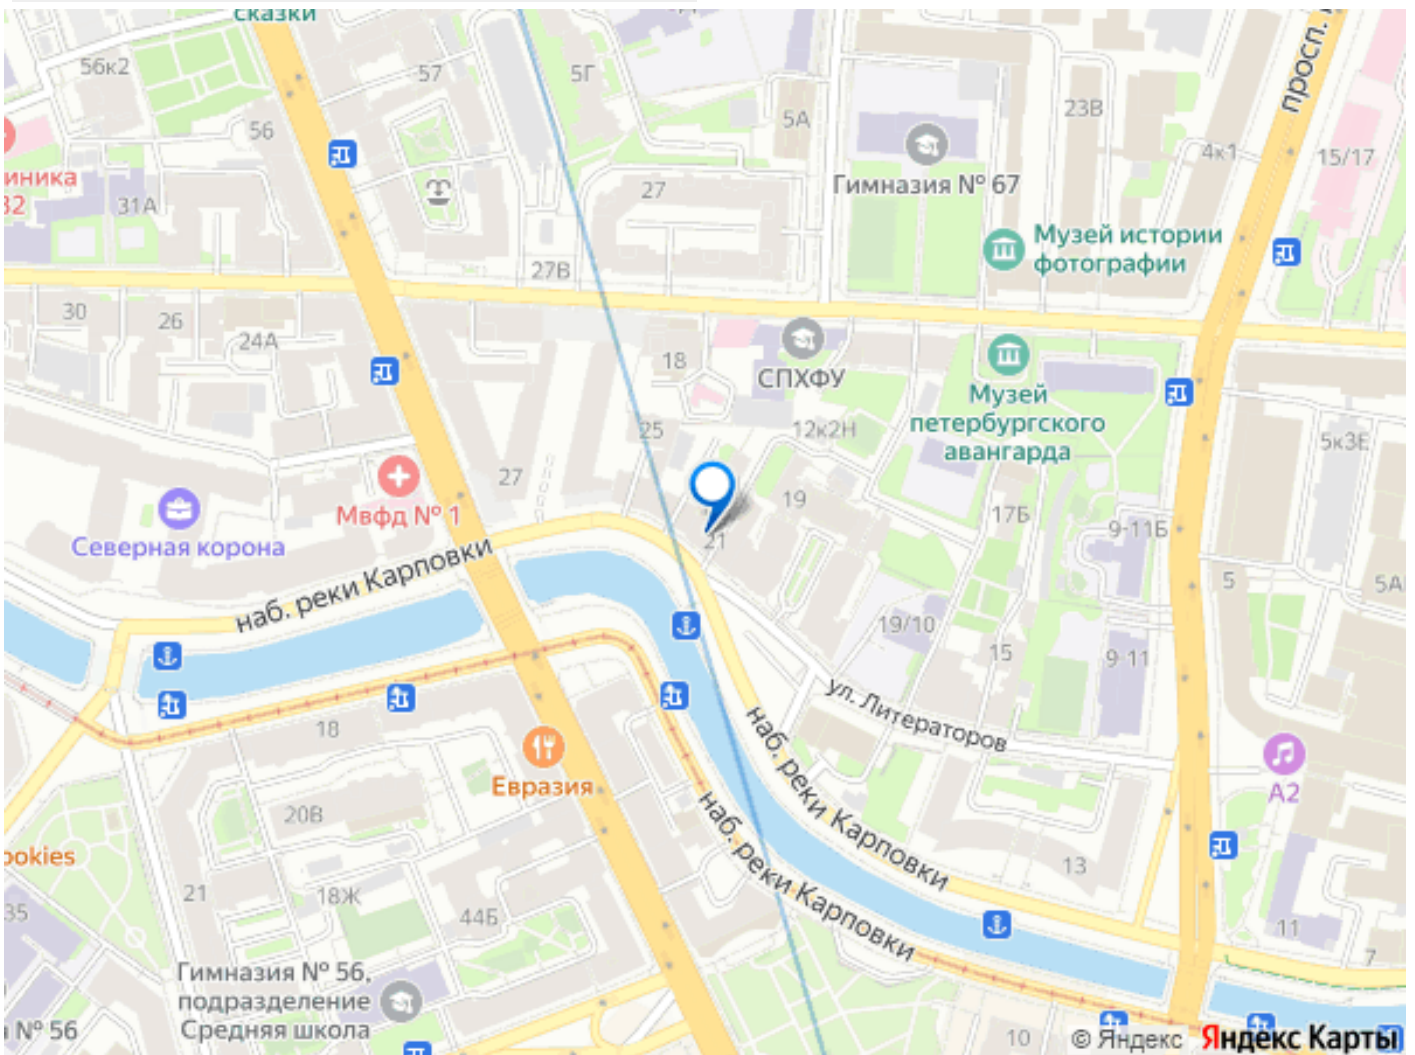 сказки
56к2
57
5Г
просп.
5А
23В
56
4к1
15/17
иника
32
31А
27
Гимназия № 67
Музей истории
фотографии
27В
30
26
24А
18
СПХФУ
Музей
петербургского
авангарда
25
12к2Н
5к3Е
27
19
Мвфд № 1
17Б
9-11Б
Северная корона
21
наб. реки Карповки
5
5А
19/10
15
9-11
ул. Литераторов
18
наб. реки Карповки
Евразия
А2
20В
наб. реки Карповки
ookies
13
21
18Ж
35
44Б
11
7
Гимназия № 56,
подразделение
Средняя школа
№ 56
10
© Яндекс Яндекс Карты